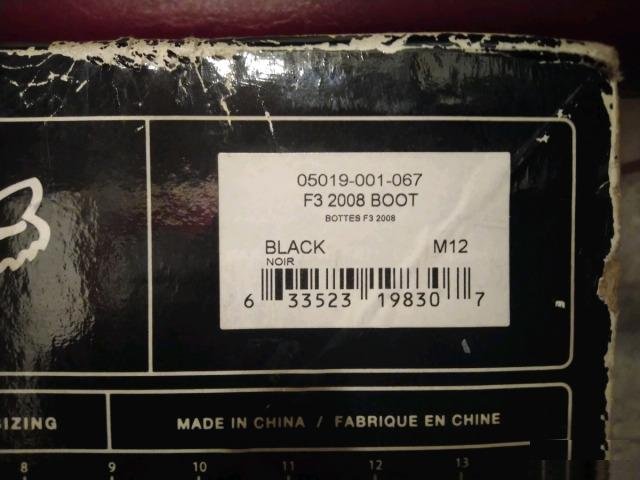 05019-001-067
F3 2008 BOOT
BOTTES F3 2008
BLACK M12
NOIR
6 33523 19830 7
SIZING MADE IN CHINA / FABRIQUE EN CHINE
8 9 10 11 12 13